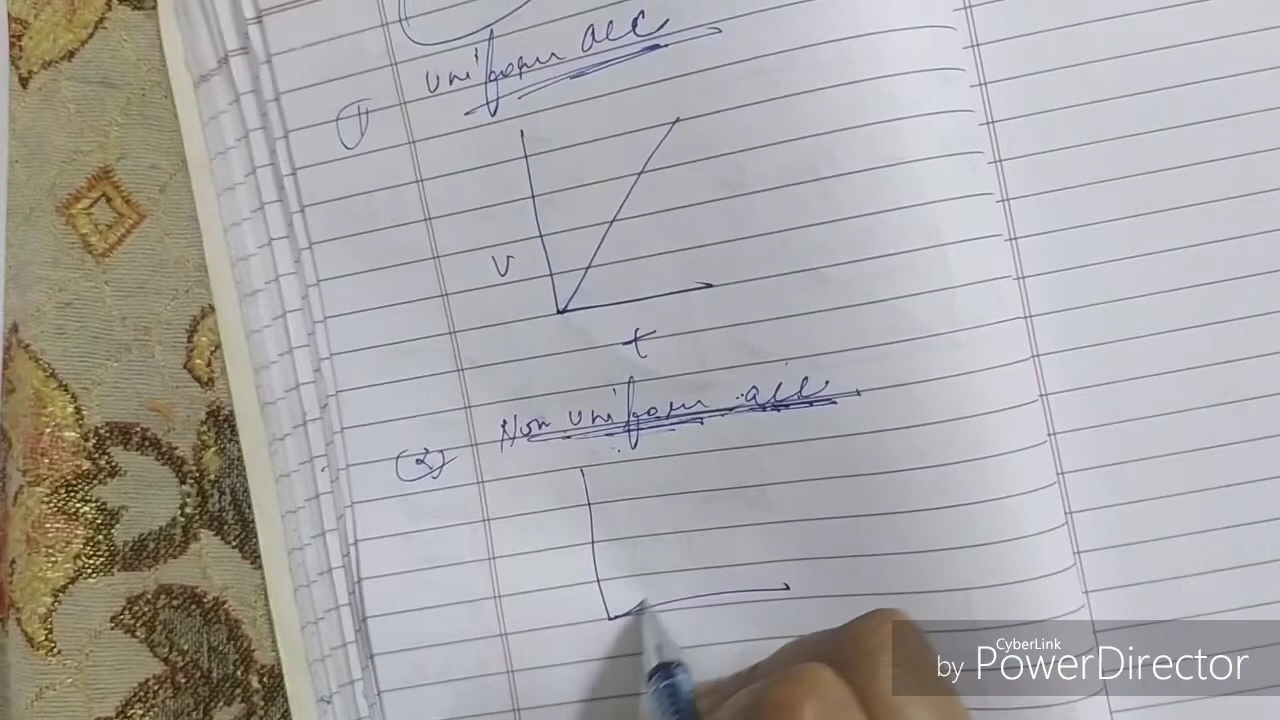 uniform acc
①
v
t
Non uniform acc
(2)
CyberLink
by PowerDirector